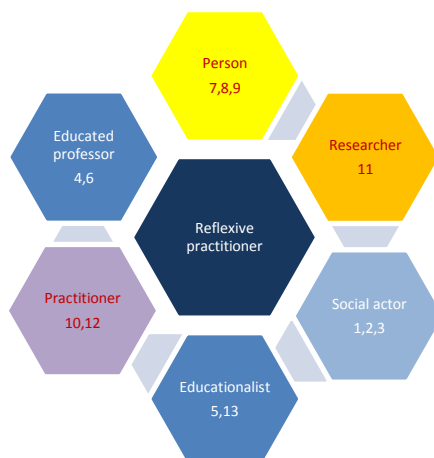 Person
7,8,9
Educated
professor
4,6
Researcher
11
Reflexive
practitioner
Practitioner
10,12
Social actor
1,2,3
Educationalist
5,13